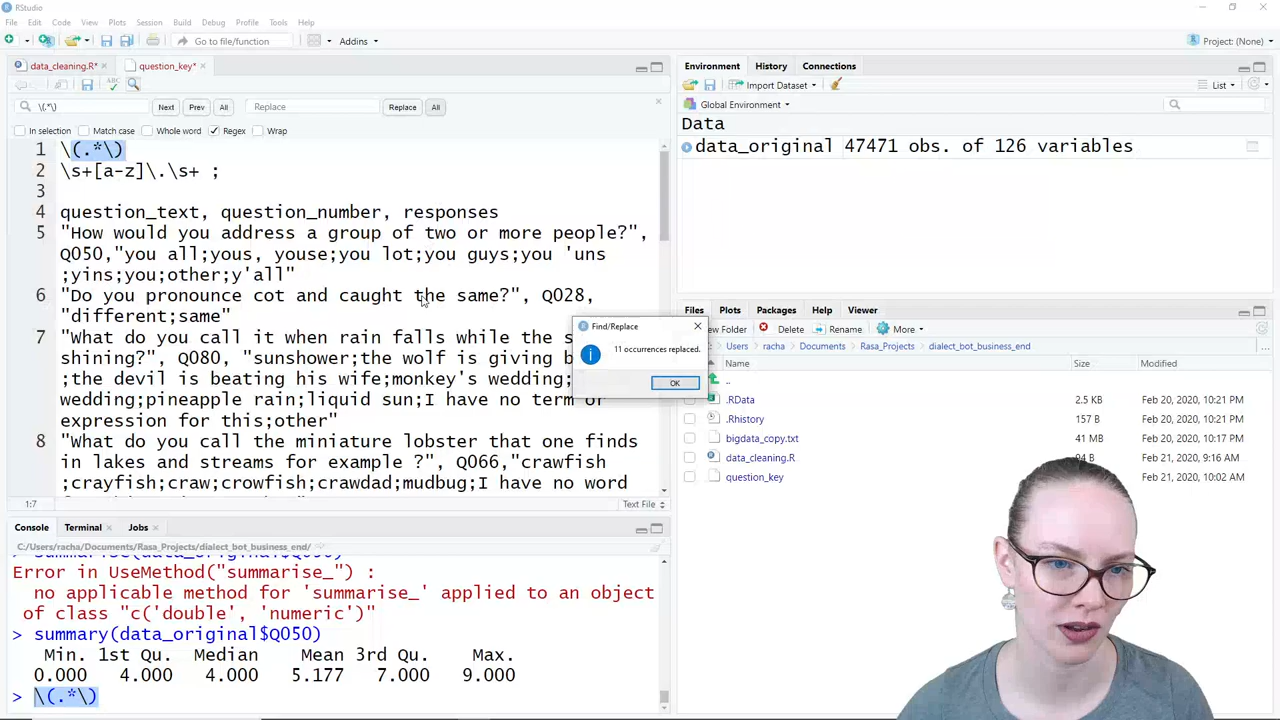 RStudio
File Edit Code View Plots Session Build Debug Profile Tools Help
Go to file/function Addins Project: (None)
data_cleaning.R* question_key*
\(.*\) Next Prev All Replace Replace All
In selection Match case Whole word Regex Wrap
1 \(.*\)
2 \s+[a-z]\.\s+ ;
3
4 question_text, question_number, responses
5 "How would you address a group of two or more people?",
Q050,"you all;yous, youse;you lot;you guys;you 'uns
;yins;you;other;y'all"
6 "Do you pronounce cot and caught the same?", Q028,
"different;same"
7 "What do you call it when rain falls while the s
shining?", Q080, "sunshower;the wolf is giving b
;the devil is beating his wife;monkey's wedding;
wedding;pineapple rain;liquid sun;I have no term or
expression for this;other"
8 "What do you call the miniature lobster that one finds
in lakes and streams for example ?", Q066,"crawfish
;crayfish;craw;crowfish;crawdad;mudbug;I have no word
1:7 Text File
Find/Replace
11 occurrences replaced.
OK
Console Terminal Jobs
C:/Users/racha/Documents/Rasa_Projects/dialect_bot_business_end/
Error in UseMethod("summarise_") :
no applicable method for 'summarise_' applied to an object
of class "c('double', 'numeric')"
> summary(data_original$Q050)
Min. 1st Qu. Median Mean 3rd Qu. Max.
0.000 4.000 4.000 5.177 7.000 9.000
> \(.*\)
Environment History Connections
Import Dataset List
Global Environment
Data
data_original 47471 obs. of 126 variables
Files Plots Packages Help Viewer
New Folder Delete Rename More
Users racha Documents Rasa_Projects dialect_bot_business_end
Name Size Modified
..
.RData 2.5 KB Feb 20, 2020, 10:21 PM
.Rhistory 157 B Feb 20, 2020, 10:21 PM
bigdata_copy.txt 41 MB Feb 20, 2020, 10:17 PM
data_cleaning.R 94 B Feb 21, 2020, 9:16 AM
question_key Feb 21, 2020, 10:02 AM